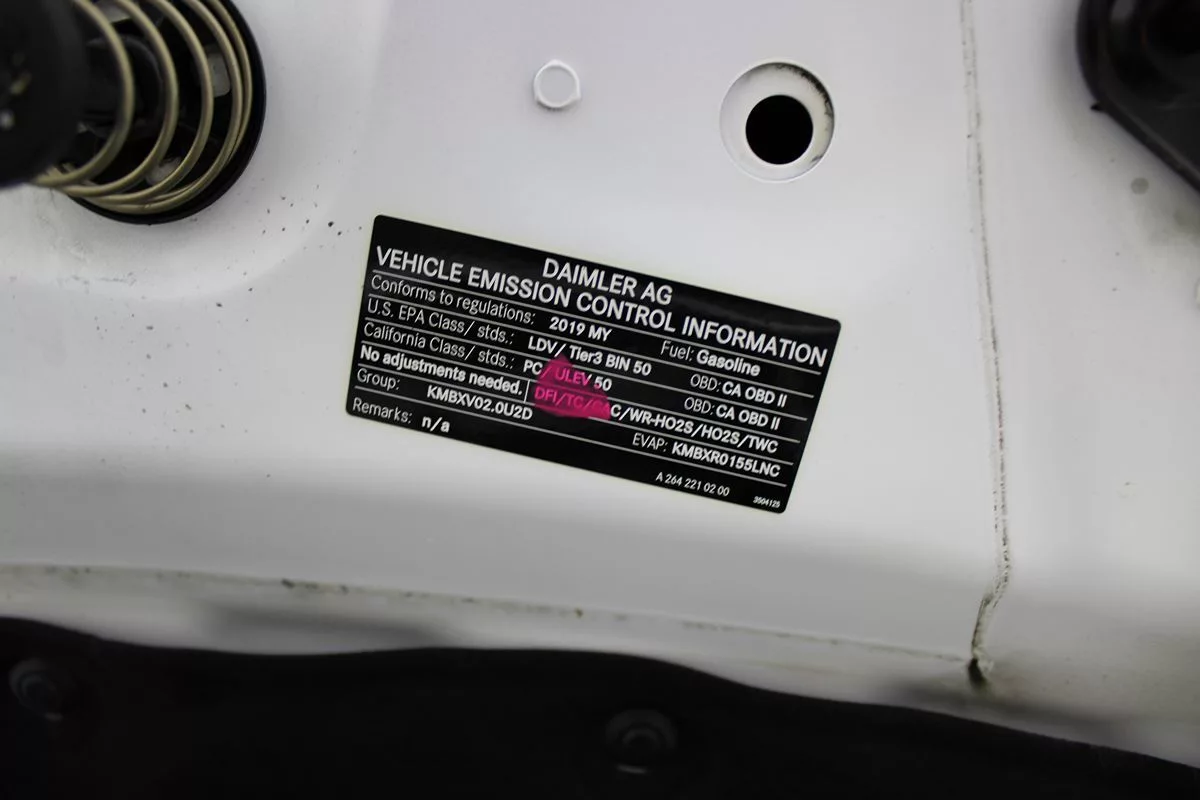 DAIMLER AG
VEHICLE EMISSION CONTROL INFORMATION
Conforms to regulations: 2019 MY Fuel: Gasoline
U.S. EPA Class/ stds.: LDV/ Tier3 BIN 50 OBD: CA OBD II
California Class/ stds.: PC ULEV 50 OBD: CA OBD II
No adjustments needed. DFI/TC/CAC/WR-HO2S/HO2S/TWC
Group: KMBXV02.0U2D EVAP: KMBXR0155LNC
Remarks: n/a
A 264 221 02 00 3504125